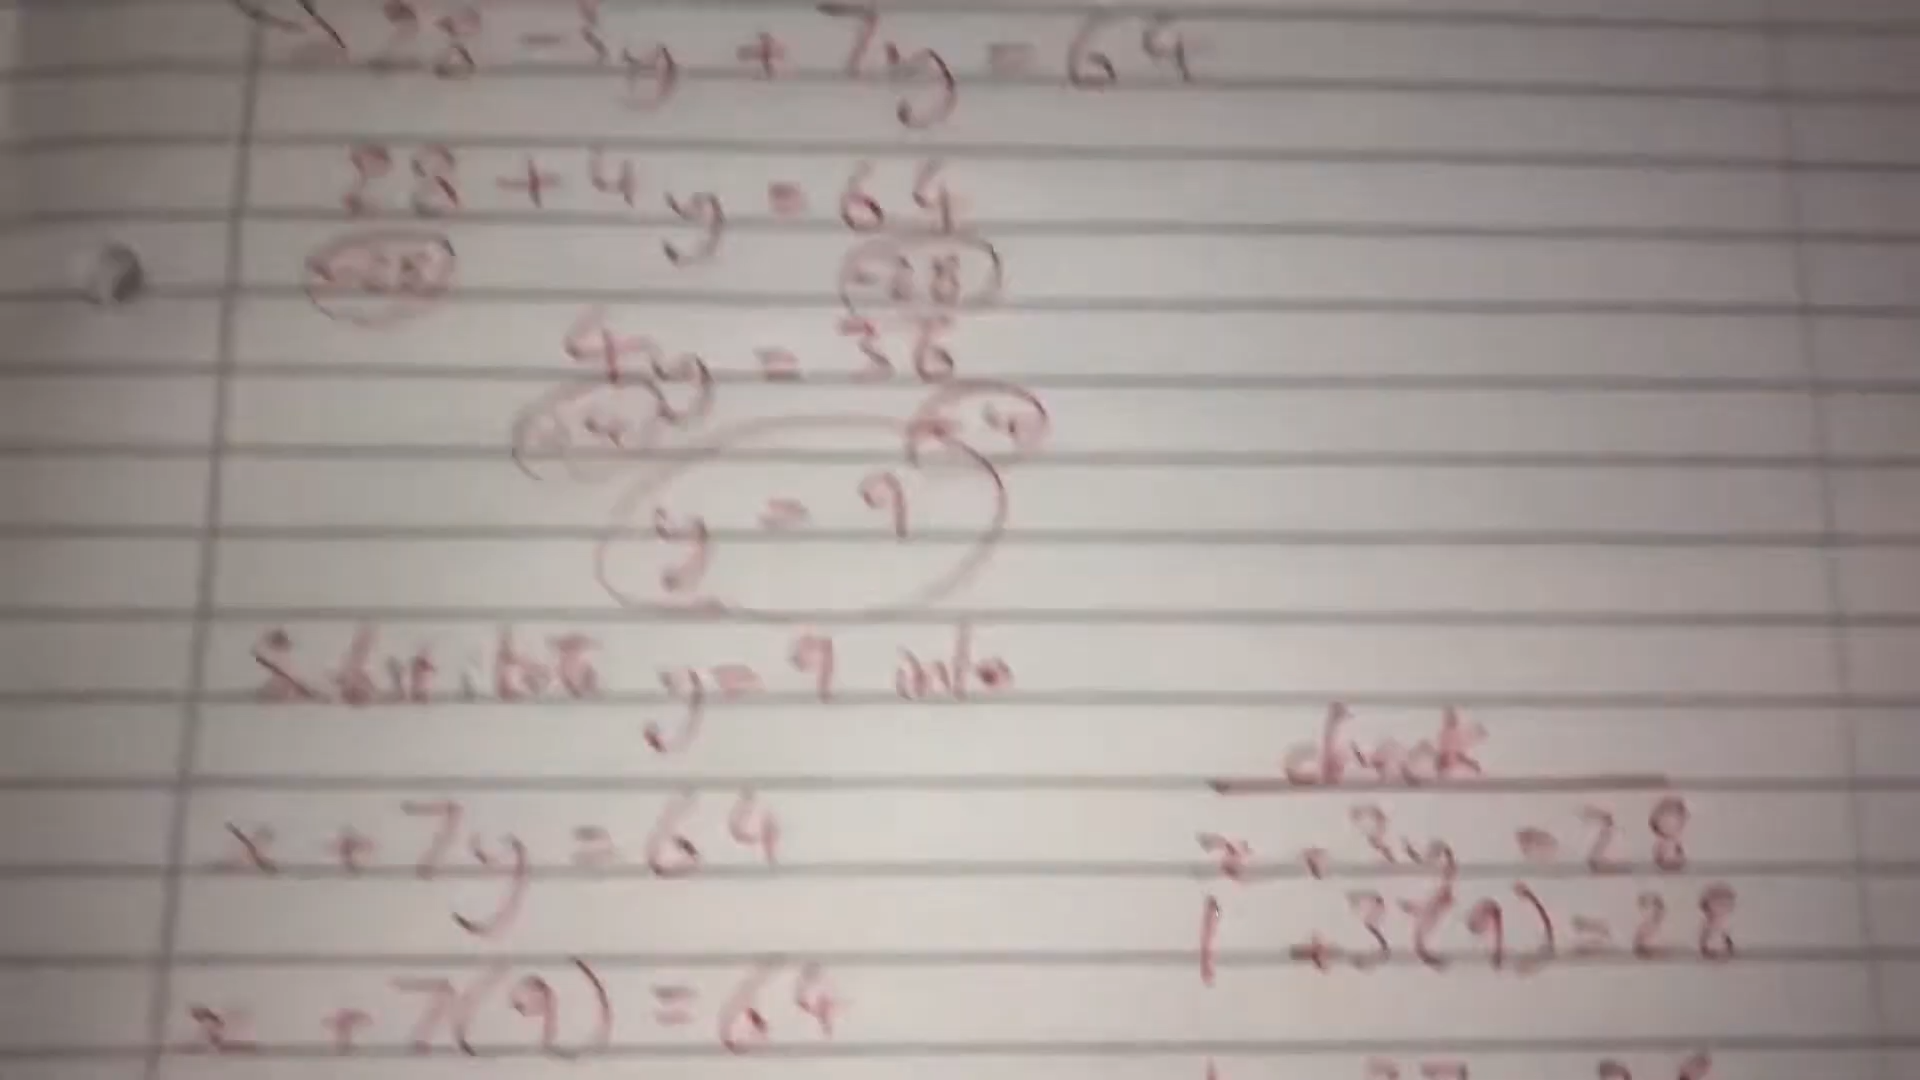 28 - 3y + 7y = 64
28 + 4y = 64
-28 -28
4y = 36
÷4 ÷4
y = 9
Substitute y = 9 into
x + 7y = 64
x + 7(9) = 64
check
x + 3y = 28
1 + 3(9) = 28